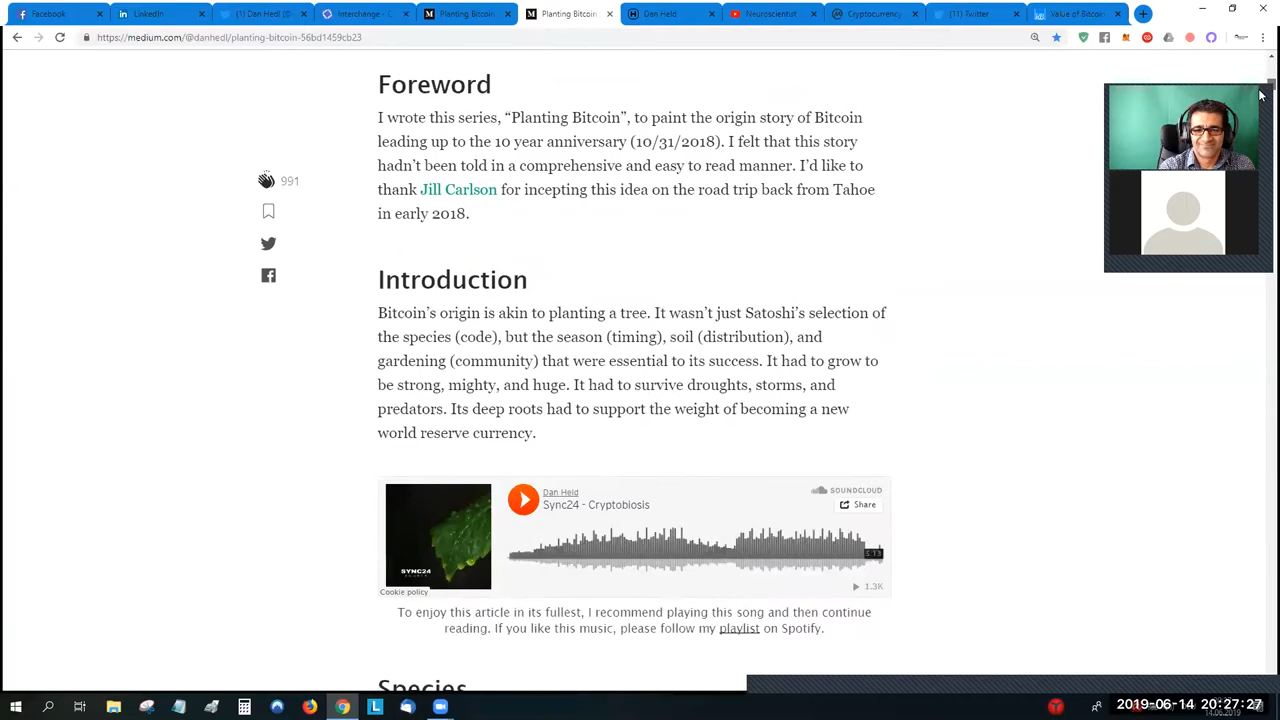 Facebook
LinkedIn
(1) Dan Hedl (
Interchange - C
Planting Bitcoin
Planting Bitcoin
Dan Held
Neuroscientist
Cryptocurrency
(11) Twitter
Value of Bitcoin
https://medium.com/@danhedl/planting-bitcoin-56bd1459cb23
Foreword
I wrote this series, “Planting Bitcoin”, to paint the origin story of Bitcoin
leading up to the 10 year anniversary (10/31/2018). I felt that this story
hadn’t been told in a comprehensive and easy to read manner. I’d like to
thank Jill Carlson for incepting this idea on the road trip back from Tahoe
in early 2018.
991
Introduction
Bitcoin’s origin is akin to planting a tree. It wasn’t just Satoshi’s selection of
the species (code), but the season (timing), soil (distribution), and
gardening (community) that were essential to its success. It had to grow to
be strong, mighty, and huge. It had to survive droughts, storms, and
predators. Its deep roots had to support the weight of becoming a new
world reserve currency.
Dan Held
Sync24 - Cryptobiosis
SOUNDCLOUD
Share
5:13
SYNC24
1.3K
Cookie policy
To enjoy this article in its fullest, I recommend playing this song and then continue
reading. If you like this music, please follow my playlist on Spotify.
Species
2019-06-14 20:27:27